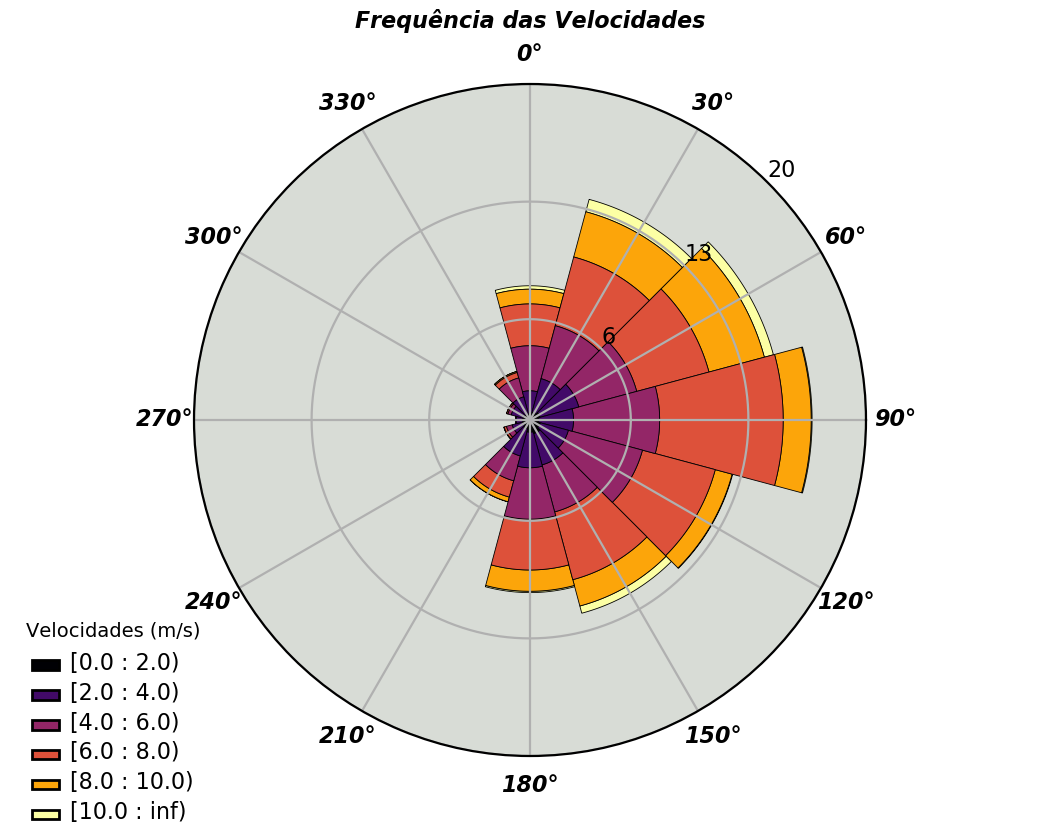 Frequência das Velocidades
0°
330°
30°
20
300°
60°
13
6
270°
90°
240°
120°
210°
150°
180°
Velocidades (m/s)
[0.0 : 2.0)
[2.0 : 4.0)
[4.0 : 6.0)
[6.0 : 8.0)
[8.0 : 10.0)
[10.0 : inf)